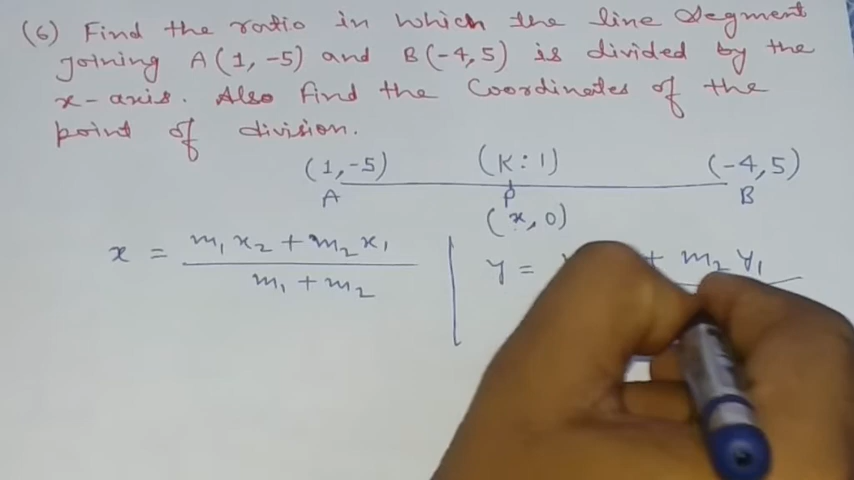 (6) Find the ratio in which the line segment
joining A(1, -5) and B(-4, 5) is divided by the
x-axis. Also find the coordinates of the
point of division.
(1, -5) (K : 1) (-4, 5)
A P B
(x, 0)
x = m₁x₂ + m₂x₁ / m₁ + m₂
y = + m₂ y₁